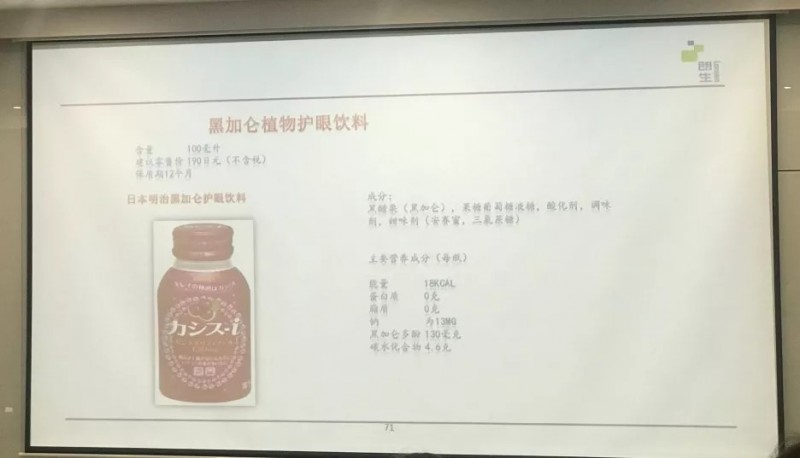 朗生
黑加仑植物护眼饮料
含量 100毫升
建议零售价190日元（不含税）
保质期12个月
日本明治黑加仑护眼饮料
カシス-i
成分：
黑醋类（黑加仑），果糖葡萄糖浓糖，酸化剂，调味
剂，甜味剂（安赛蜜，三氯蔗糖）
主要营养成分（每瓶）
能量 18KCAL
蛋白质 0克
脂质 0克
钠 为13MG
黑加仑多酚 130毫克
碳水化合物 4.6克
71